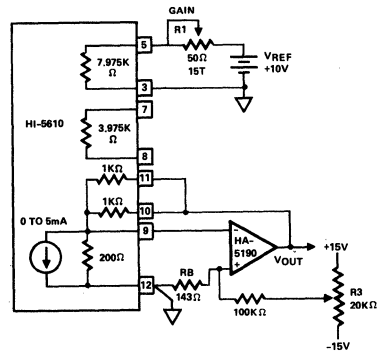 GAIN
R1
5
7.975K
Ω
50Ω
15T
VREF
+10V
3
7
HI-5610
3.975K
Ω
8
1KΩ
11
1KΩ
10
0 TO 5mA
9
200Ω
HA-
5190
+15V
VOUT
12
RB
143Ω
100KΩ
R3
20KΩ
-15V